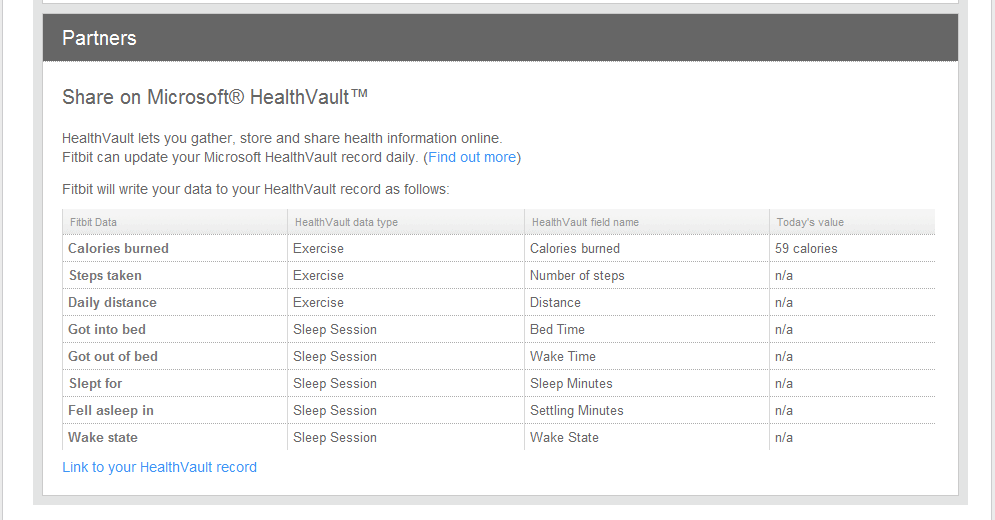 Partners
Share on Microsoft® HealthVault™
HealthVault lets you gather, store and share health information online.
Fitbit can update your Microsoft HealthVault record daily. (Find out more)
Fitbit will write your data to your HealthVault record as follows:
Fitbit Data HealthVault data type HealthVault field name Today's value
Calories burned Exercise Calories burned 59 calories
Steps taken Exercise Number of steps n/a
Daily distance Exercise Distance n/a
Got into bed Sleep Session Bed Time n/a
Got out of bed Sleep Session Wake Time n/a
Slept for Sleep Session Sleep Minutes n/a
Fell asleep in Sleep Session Settling Minutes n/a
Wake state Sleep Session Wake State n/a
Link to your HealthVault record